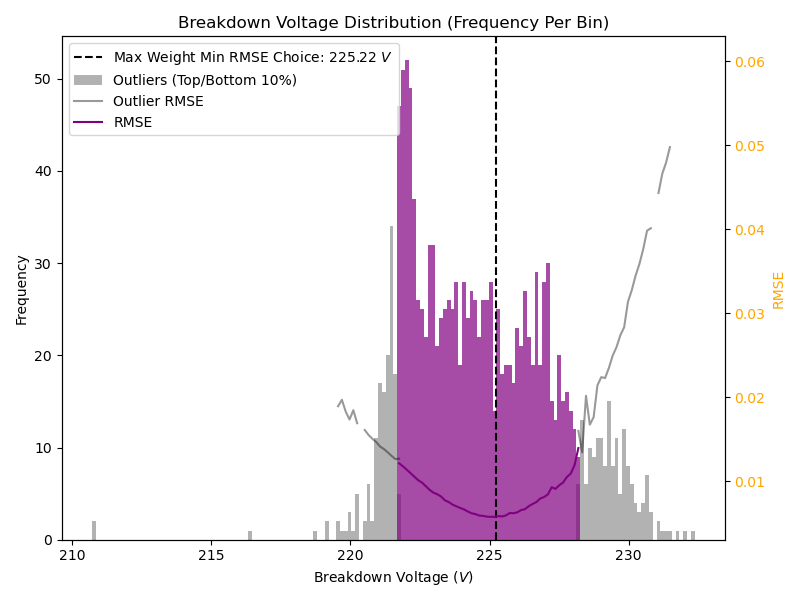 Breakdown Voltage Distribution (Frequency Per Bin)
Max Weight Min RMSE Choice: 225.22 V
Outliers (Top/Bottom 10%)
Outlier RMSE
RMSE
Frequency
50
40
30
20
10
0
0.06
0.05
0.04
0.03
0.02
0.01
RMSE
210
215
220
225
230
Breakdown Voltage (V)